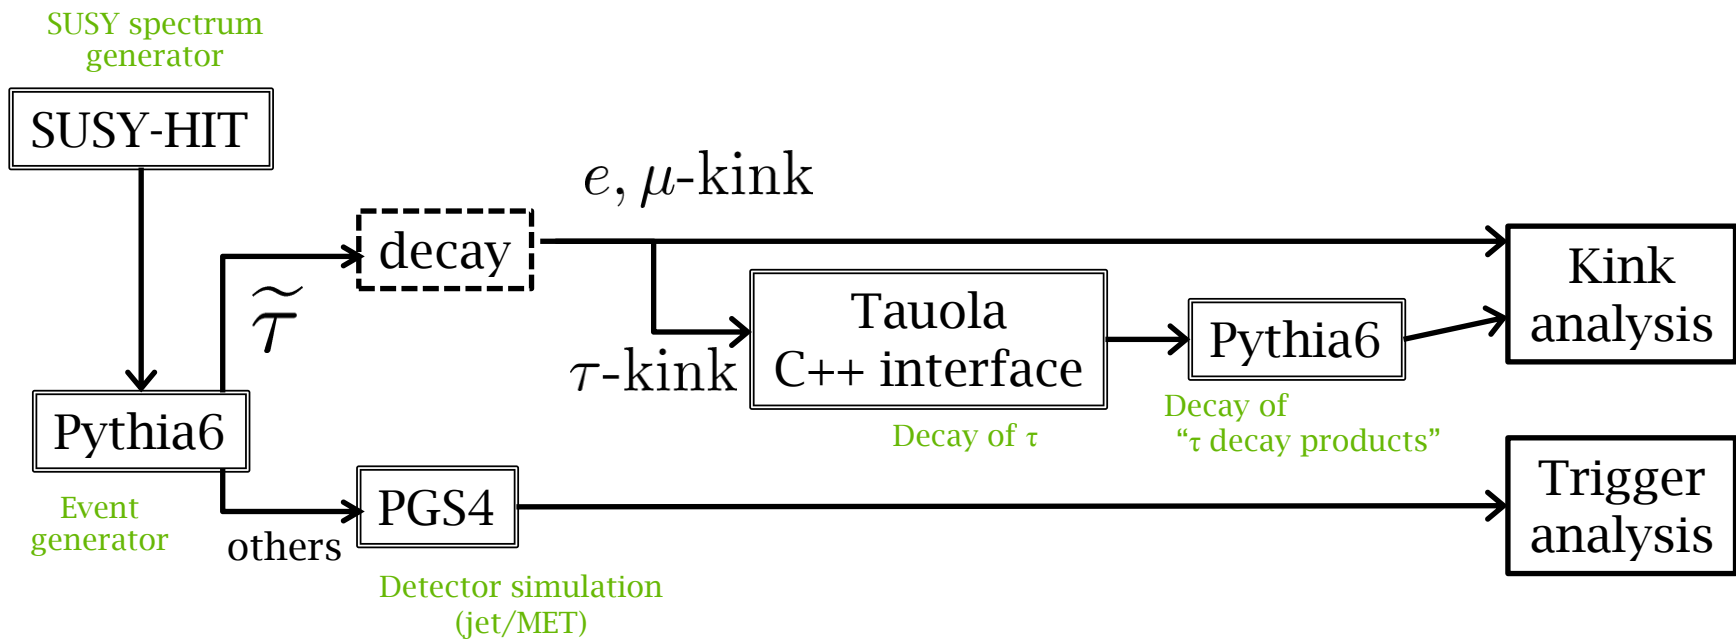 SUSY spectrum
generator
SUSY-HIT
e, μ-kink
decay
Kink
analysis
τ̃
Tauola
C++ interface
Pythia6
τ-kink
Decay of τ
Decay of
“τ decay products”
Pythia6
Event
generator
others
PGS4
Trigger
analysis
Detector simulation
(jet/MET)